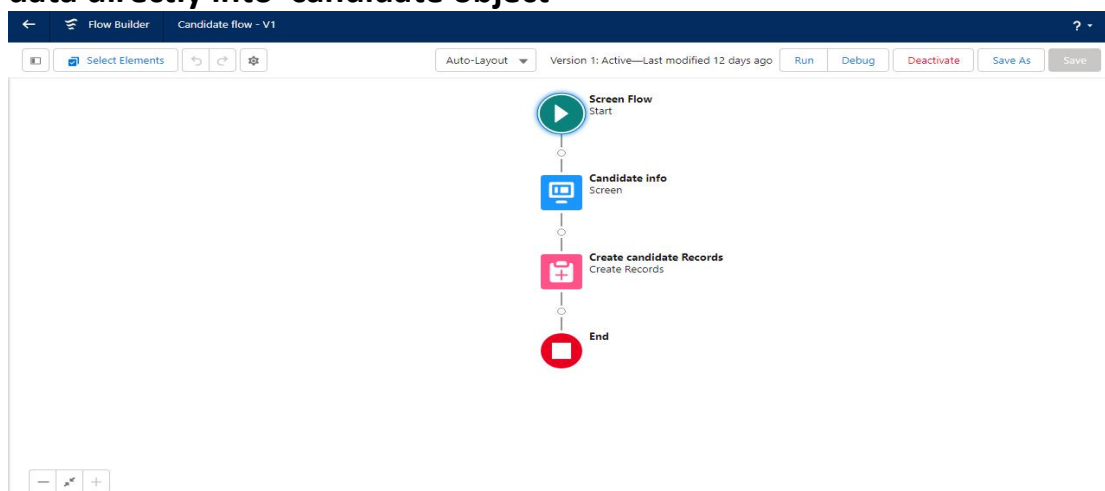 data directly into candidate object
Flow Builder Candidate flow - V1 ?
Select Elements Auto-Layout Version 1: Active—Last modified 12 days ago Run Debug Deactivate Save As Save
Screen Flow
Start
Candidate info
Screen
Create candidate Records
Create Records
End